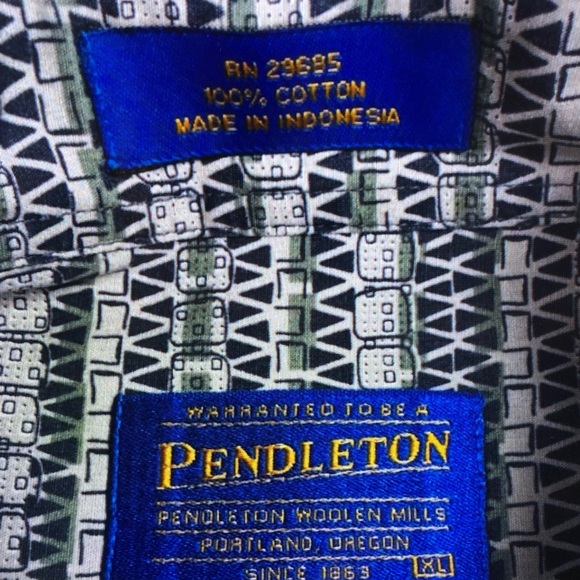 RN 29685
100% COTTON
MADE IN INDONESIA
WARRANTED TO BE A
PENDLETON
PENDLETON WOOLEN MILLS
PORTLAND, OREGON
SINCE 1863
XL